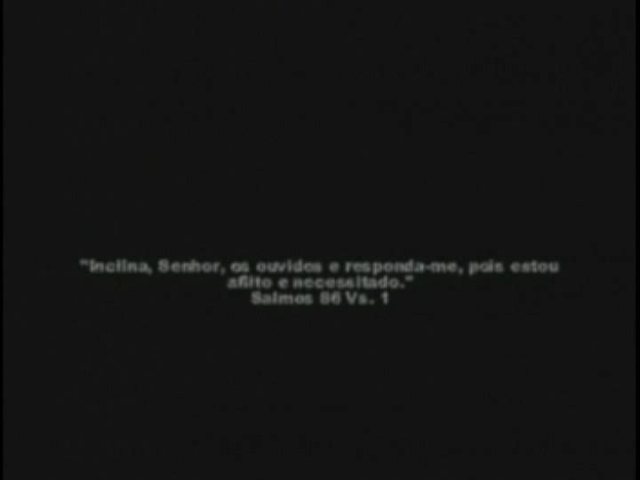 "Inclina, Senhor, os ouvidos e responda-me, pois estou
aflito e necessitado."
Salmos 86 Vs. 1